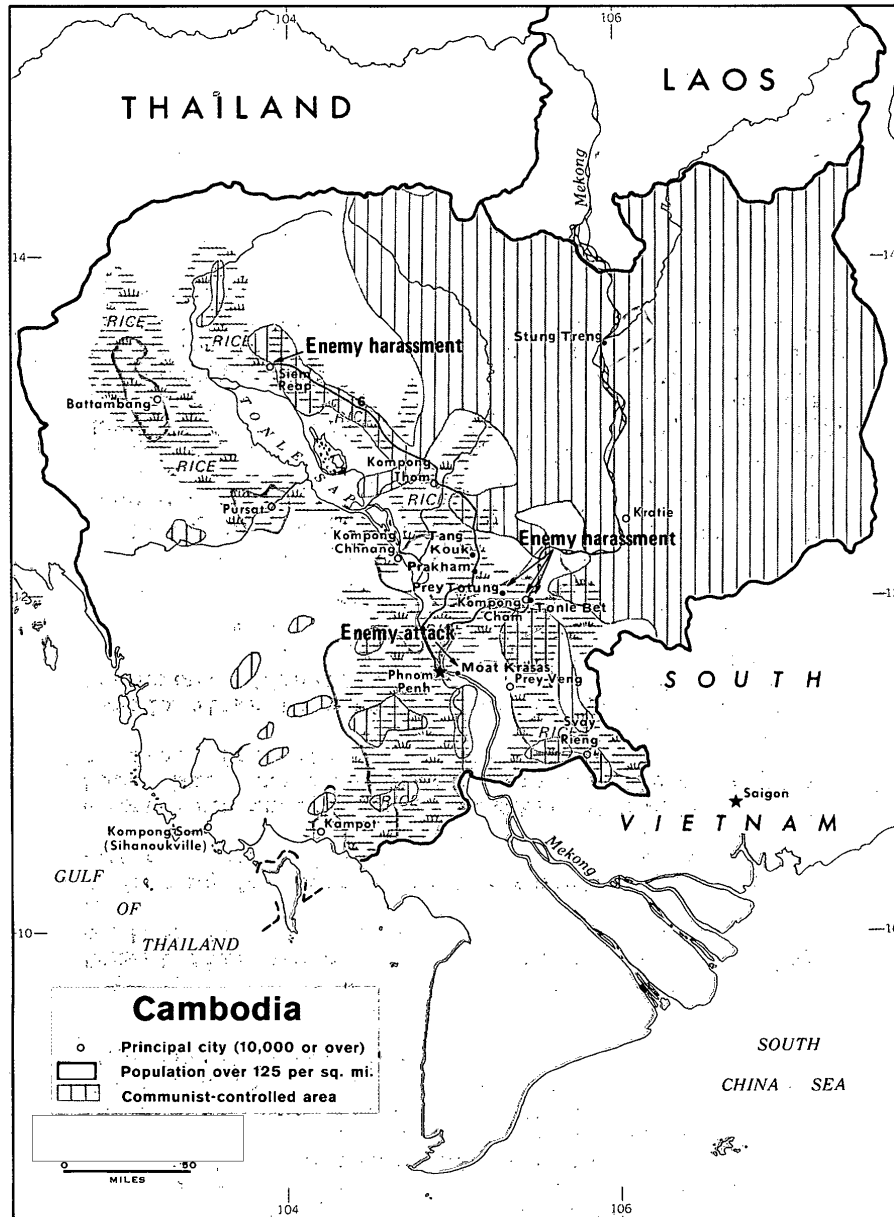 104
106
THAILAND
LAOS
Mekong
14
14
Stung Treng
RICE
RICE
Enemy harassment
Siem
Reap
6
Battambang
TONLE SAP
RICE
Kompong
Thom
RICE
Pursat
Kratie
Kompong
Chhnang
Tang
Kouk
Enemy harassment
Prakham
Prey Totung
Kompong
Cham
Tonle Bet
12
Enemy attack
Moat Krasas
Phnom
Penh
Prey Veng
SOUTH
Svay
Rieng
Saigon
VIETNAM
Kampot
Kompong Som
(Sihanoukville)
Mekong
GULF
OF
THAILAND
10
Cambodia
Principal city (10,000 or over)
Population over 125 per sq. mi.
Communist-controlled area
SOUTH
CHINA SEA
0 50
MILES
104
106